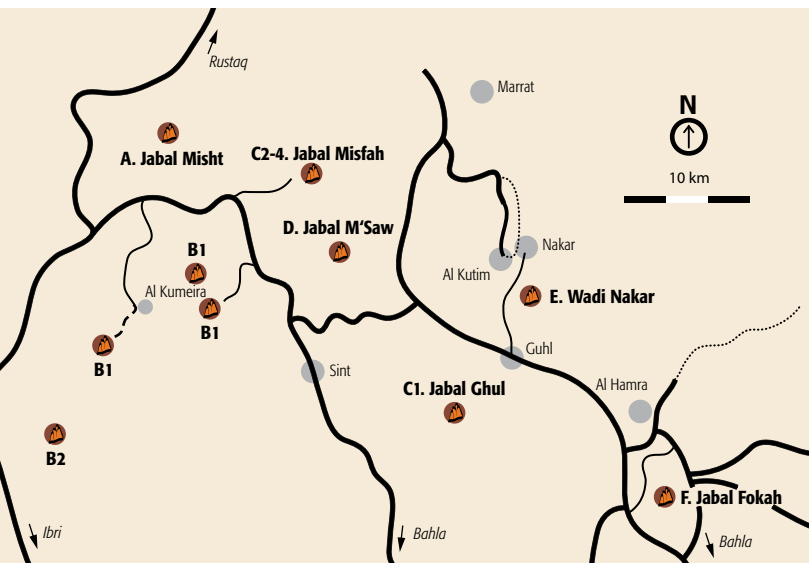 Rustaq
Marrat
N
A. Jabal Misht
C2-4. Jabal Misfah
10 km
D. Jabal M‘Saw
B1
Nakar
Al Kutim
Al Kumeira
E. Wadi Nakar
B1
Guhl
B1
Sint
C1. Jabal Ghul
Al Hamra
B2
F. Jabal Fokah
Ibri
Bahla
Bahla